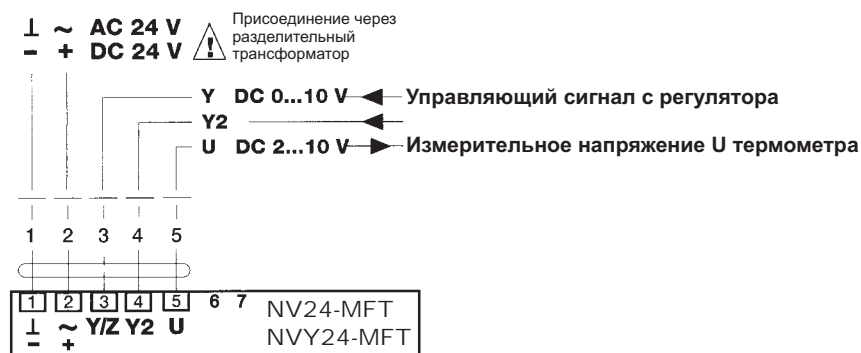 ⊥ ~ AC 24 V
– + DC 24 V
Присоединение через
разделительный
трансформатор
Y DC 0...10 V Управляющий сигнал с регулятора
Y2
U DC 2...10 V Измерительное напряжение U термометра
1 2 3 4 5
1 2 3 4 5 6 7
⊥ ~ Y/Z Y2 U
– +
NV24-MFT
NVY24-MFT